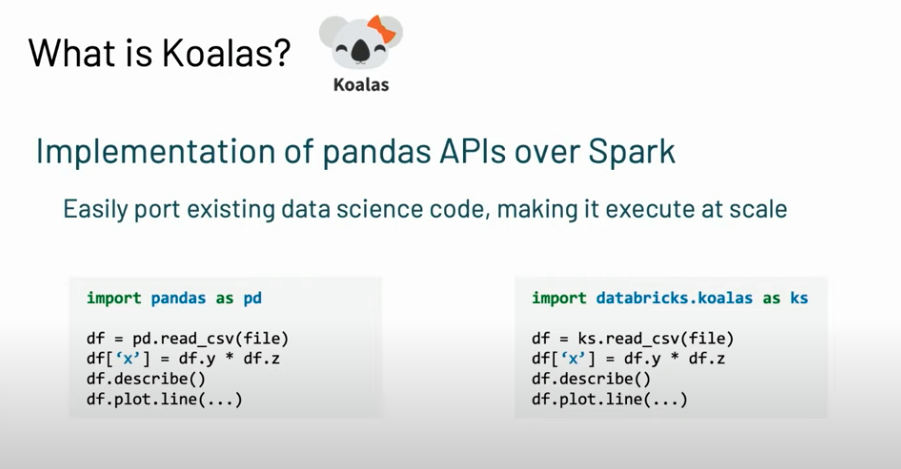 What is Koalas?
Koalas
Implementation of pandas APIs over Spark
Easily port existing data science code, making it execute at scale
import pandas as pd
df = pd.read_csv(file)
df[‘x’] = df.y * df.z
df.describe()
df.plot.line(...)
import databricks.koalas as ks
df = ks.read_csv(file)
df[‘x’] = df.y * df.z
df.describe()
df.plot.line(...)